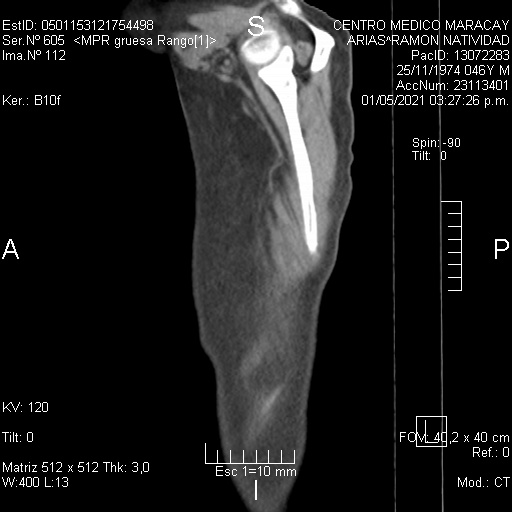 EstID: 0501153121754498
Ser.Nº 605 <MPR gruesa Rango[1]>
Ima.Nº 112
Ker.: B10f
S
CENTRO MEDICO MARACAY
ARIAS^RAMON NATIVIDAD
PacID: 13072283
25/11/1974 046Y M
AccNum: 23113401
01/05/2021 03:27:26 p.m.
Spin: -90
Tilt: 0
A
P
KV: 120
Tilt: 0
Matriz 512 x 512 Thk: 3,0
W:400 L:13
Esc 1=10 mm
I
FOV: 40,2 x 40 cm
Ref.: 0
Mod.: CT